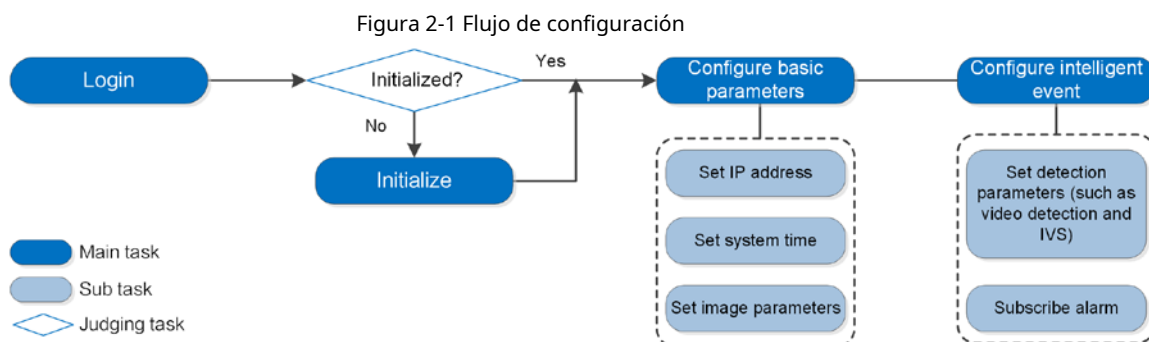 Figura 2-1 Flujo de configuración
Login
Initialized?
Yes
No
Initialize
Configure basic
parameters
Configure intelligent
event
Set IP address
Set system time
Set image parameters
Set detection
parameters (such as
video detection and
IVS)
Subscribe alarm
Main task
Sub task
Judging task